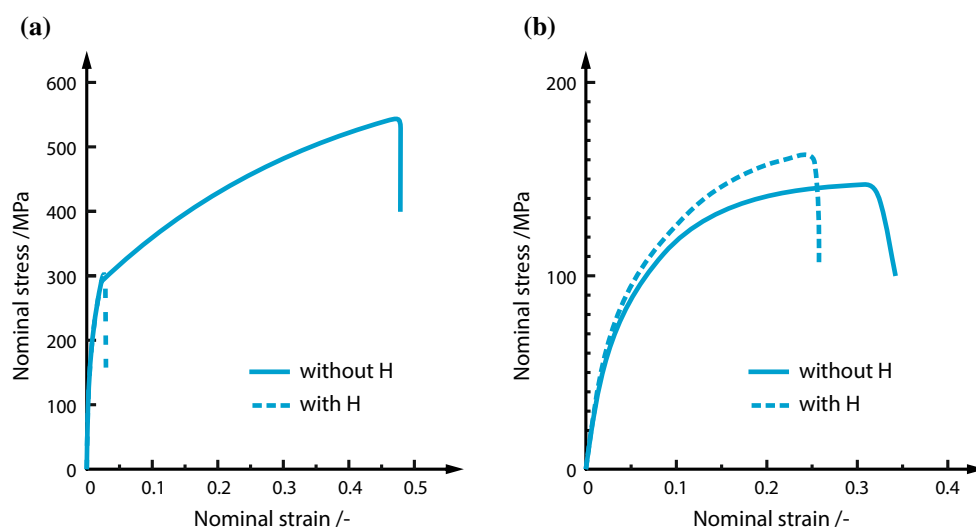 (a)
Nominal stress /MPa
600
500
400
300
200
100
0
0 0.1 0.2 0.3 0.4 0.5
Nominal strain /-
without H
with H
(b)
Nominal stress /MPa
200
100
0
0 0.1 0.2 0.3 0.4
Nominal strain /-
without H
with H